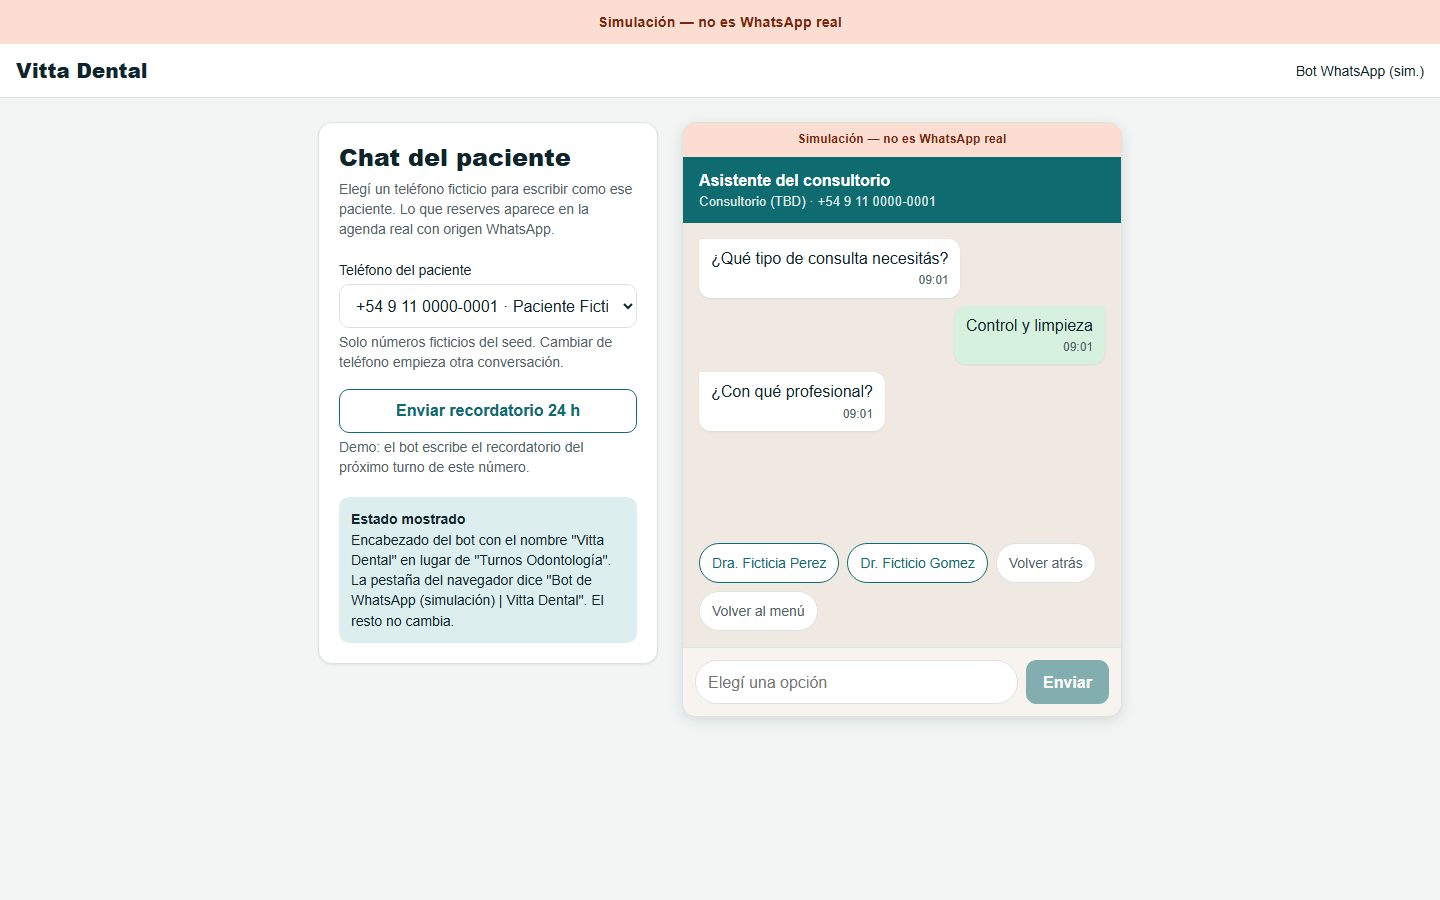 Simulación — no es WhatsApp real
Vitta Dental
Bot WhatsApp (sim.)
Chat del paciente
Elegí un teléfono ficticio para escribir como ese
paciente. Lo que reserves aparece en la
agenda real con origen WhatsApp.
Teléfono del paciente
+54 9 11 0000-0001 · Paciente Ficti
Solo números ficticios del seed. Cambiar de
teléfono empieza otra conversación.
Enviar recordatorio 24 h
Demo: el bot escribe el recordatorio del
próximo turno de este número.
Estado mostrado
Encabezado del bot con el nombre "Vitta
Dental" en lugar de "Turnos Odontología".
La pestaña del navegador dice "Bot de
WhatsApp (simulación) | Vitta Dental". El
resto no cambia.
Simulación — no es WhatsApp real
Asistente del consultorio
Consultorio (TBD) · +54 9 11 0000-0001
¿Qué tipo de consulta necesitás?
09:01
Control y limpieza
09:01
¿Con qué profesional?
09:01
Dra. Ficticia Perez
Dr. Ficticio Gomez
Volver atrás
Volver al menú
Elegí una opción
Enviar